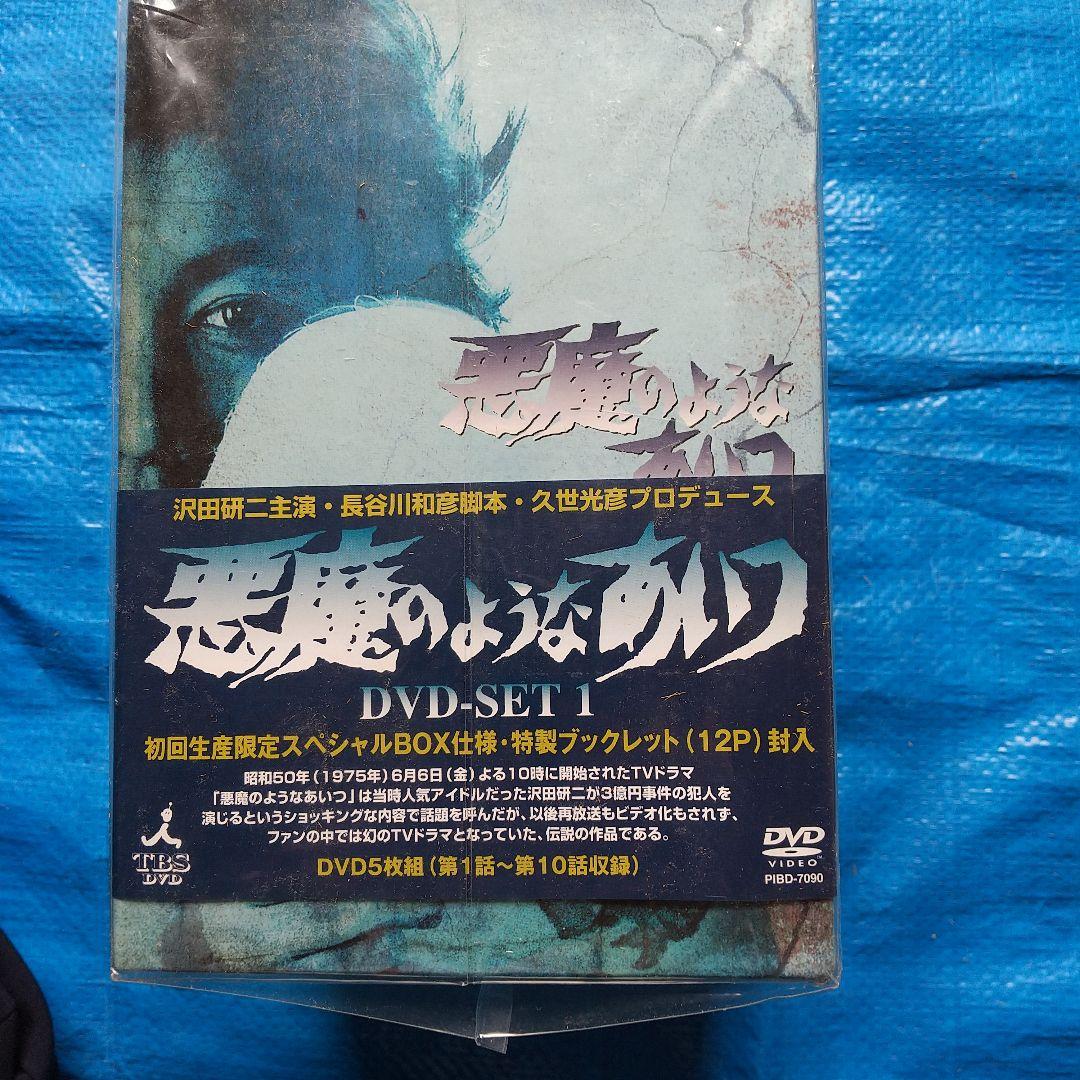 悪魔のような
あいつ
沢田研二主演・長谷川和彦脚本・久世光彦プロデュース
悪魔のようなあいつ
DVD-SET 1
初回生産限定スペシャルBOX仕様・特製ブックレット(12P)封入
昭和50年(1975年)6月6日(金)よる10時に開始されたTVドラマ
「悪魔のようなあいつ」は当時人気アイドルだった沢田研二が3億円事件の犯人を
演じるというショッキングな内容で話題を呼んだが、以後再放送もビデオ化もされず、
ファンの中では幻のTVドラマとなっていた、伝説の作品である。
DVD5枚組(第1話〜第10話収録)
TBS
DVD
DVD
VIDEO™
PIBD-7090